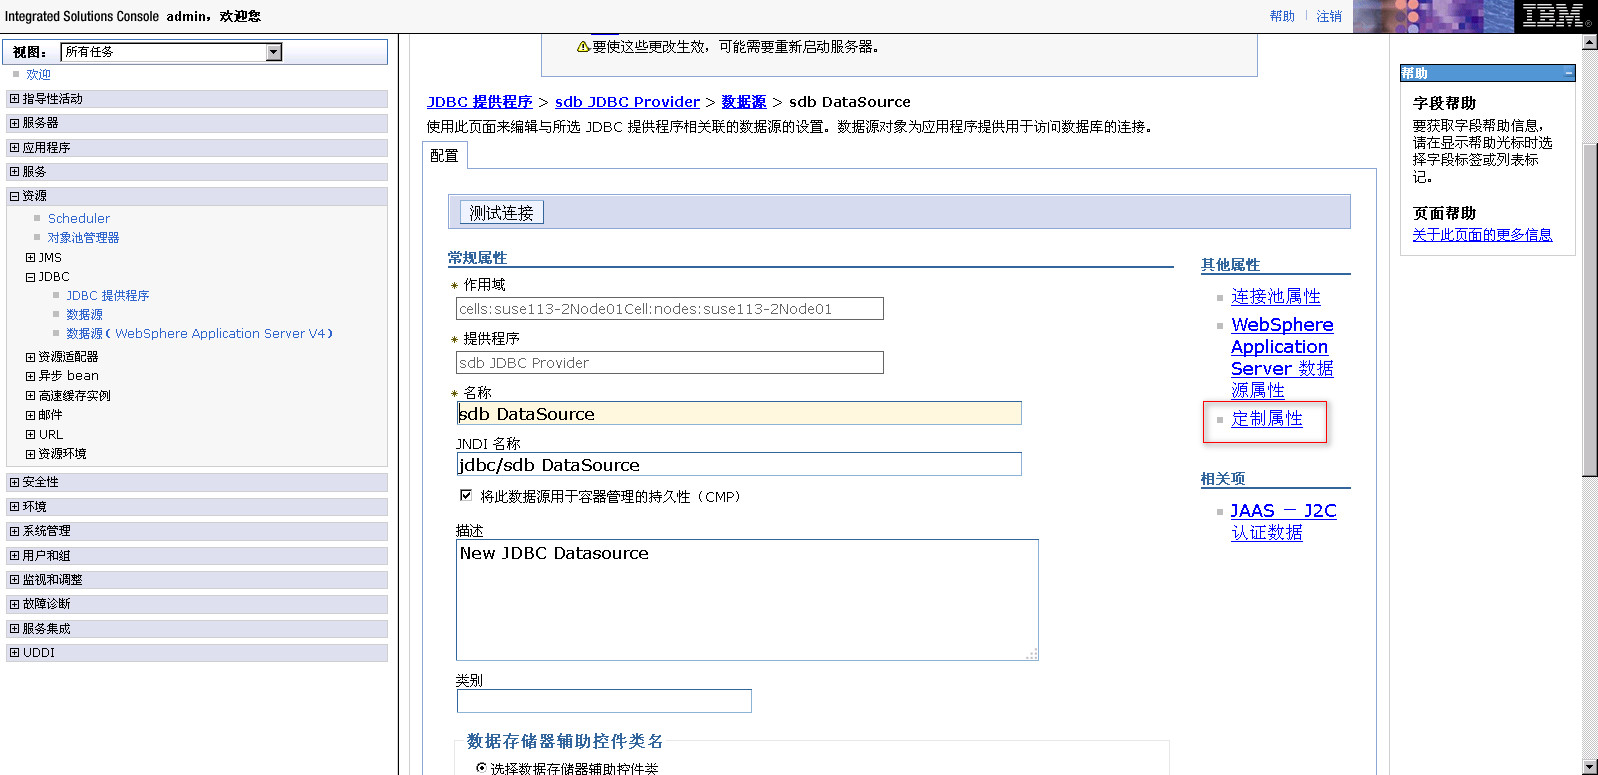 Integrated Solutions Console admin，欢迎您
帮助 注销
IBM®
视图： 所有任务
欢迎
指导性活动
服务器
应用程序
服务
资源
Scheduler
对象池管理器
JMS
JDBC
JDBC 提供程序
数据源
数据源（WebSphere Application Server V4）
资源适配器
异步 bean
高速缓存实例
邮件
URL
资源环境
安全性
环境
系统管理
用户和组
监视和调整
故障诊断
服务集成
UDDI
要使这些更改生效，可能需要重新启动服务器。
JDBC 提供程序 > sdb JDBC Provider > 数据源 > sdb DataSource
使用此页面来编辑与所选 JDBC 提供程序相关联的数据源的设置。数据源对象为应用程序提供用于访问数据库的连接。
配置
测试连接
常规属性
* 作用域
cells:suse113-2Node01Cell:nodes:suse113-2Node01
* 提供程序
sdb JDBC Provider
* 名称
sdb DataSource
JNDI 名称
jdbc/sdb DataSource
将此数据源用于容器管理的持久性（CMP）
描述
New JDBC Datasource
类别
数据存储器辅助控件类名
选择数据存储器辅助控件类
其他属性
连接池属性
WebSphere
Application
Server 数据
源属性
定制属性
相关项
JAAS － J2C
认证数据
帮助
字段帮助
要获取字段帮助信息，
请在显示帮助光标时选
择字段标签或列表标
记。
页面帮助
关于此页面的更多信息